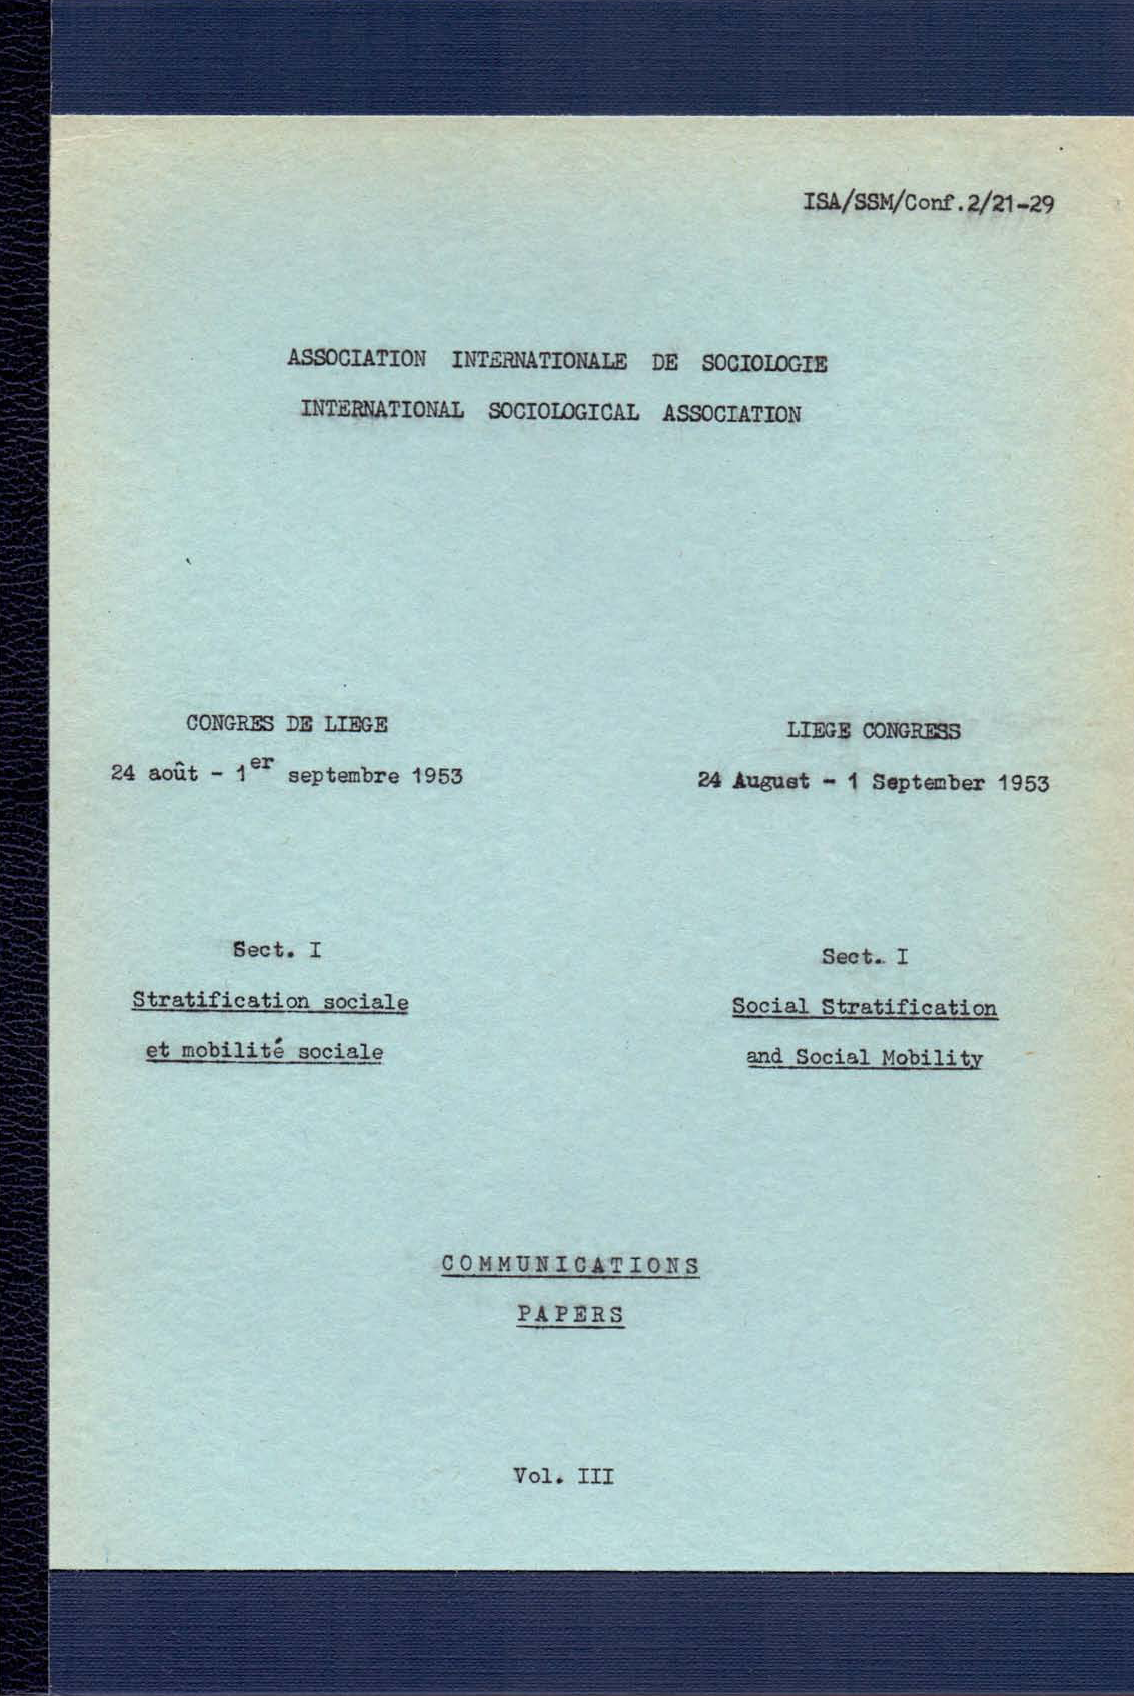 ISA/SSM/Conf.2/21-29
ASSOCIATION INTERNATIONALE DE SOCIOLOGIE
INTERNATIONAL SOCIOLOGICAL ASSOCIATION
CONGRES DE LIEGE
24 août - 1er septembre 1953
LIEGE CONGRESS
24 August - 1 September 1953
Sect. I
Stratification sociale
et mobilité sociale
Sect. I
Social Stratification
and Social Mobility
COMMUNICATIONS
PAPERS
Vol. III